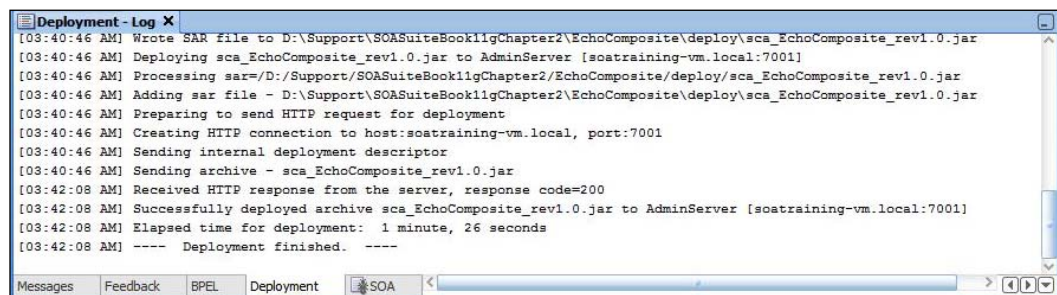 Deployment - Log
[03:40:46 AM] Wrote SAR file to D:\Support\SOASuiteBook11gChapter2\EchoComposite\deploy\sca_EchoComposite_rev1.0.jar
[03:40:46 AM] Deploying sca_EchoComposite_rev1.0.jar to AdminServer [soatraining-vm.local:7001]
[03:40:46 AM] Processing sar=/D:/Support/SOASuiteBook11gChapter2/EchoComposite/deploy/sca_EchoComposite_rev1.0.jar
[03:40:46 AM] Adding sar file - D:\Support\SOASuiteBook11gChapter2\EchoComposite\deploy\sca_EchoComposite_rev1.0.jar
[03:40:46 AM] Preparing to send HTTP request for deployment
[03:40:46 AM] Creating HTTP connection to host:soatraining-vm.local, port:7001
[03:40:46 AM] Sending internal deployment descriptor
[03:40:46 AM] Sending archive - sca_EchoComposite_rev1.0.jar
[03:42:08 AM] Received HTTP response from the server, response code=200
[03:42:08 AM] Successfully deployed archive sca_EchoComposite_rev1.0.jar to AdminServer [soatraining-vm.local:7001]
[03:42:08 AM] Elapsed time for deployment:  1 minute, 26 seconds
[03:42:08 AM] ----  Deployment finished.  ----
Messages Feedback BPEL Deployment SOA